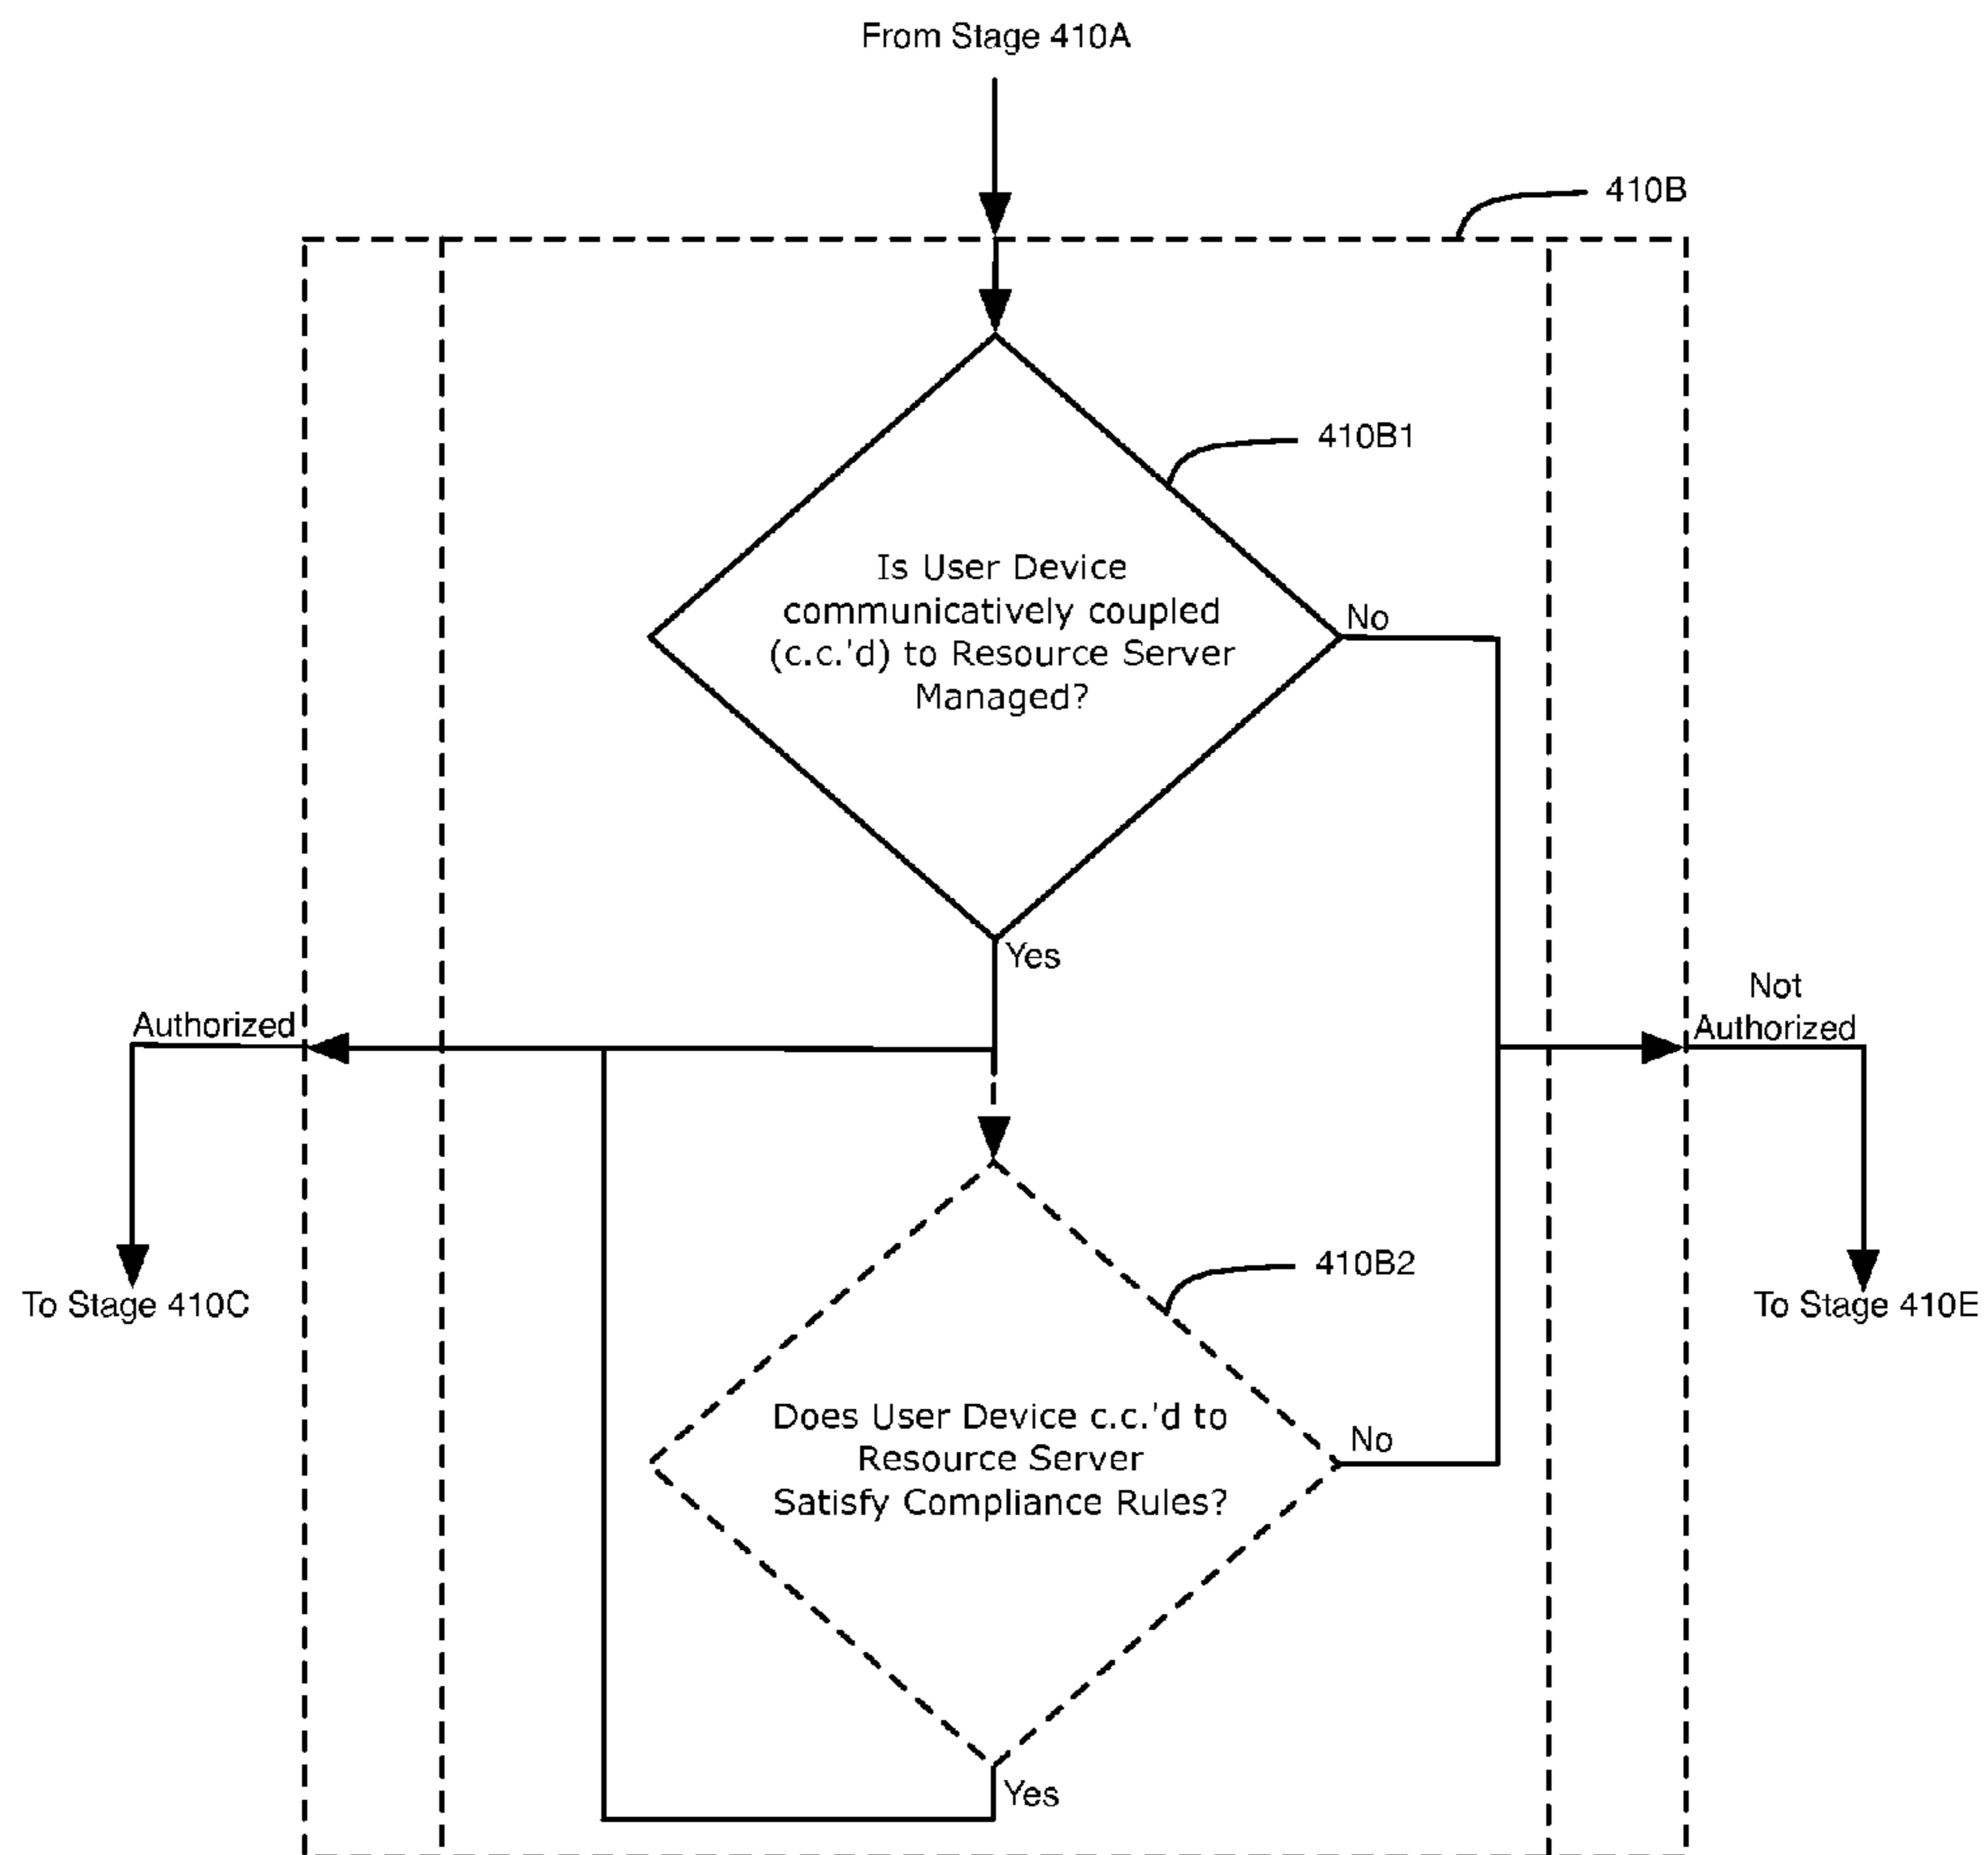 From Stage 410A
410B
410B1
Is User Device
communicatively coupled
(c.c.'d) to Resource Server
Managed?
No
Yes
Authorized
Not
Authorized
410B2
To Stage 410C
To Stage 410E
Does User Device c.c.'d to
Resource Server
Satisfy Compliance Rules?
No
Yes